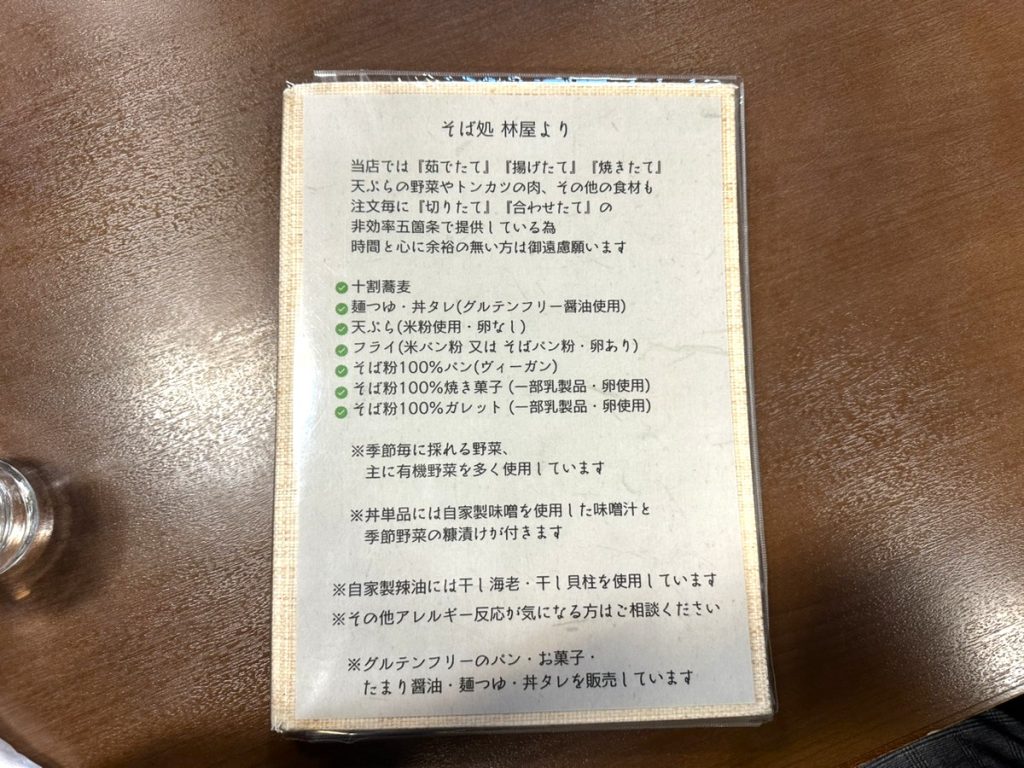 そば処 林屋より
当店では『茹でたて』『揚げたて』『焼きたて』
天ぷらの野菜やトンカツの肉、その他の食材も
注文毎に『切りたて』『合わせたて』の
非効率五箇条で提供している為
時間と心に余裕の無い方は御遠慮願います
十割蕎麦
麺つゆ・丼タレ(グルテンフリー醤油使用)
天ぷら(米粉使用・卵なし)
フライ(米パン粉 又は そばパン粉・卵あり)
そば粉100%パン(ヴィーガン)
そば粉100%焼き菓子 (一部乳製品・卵使用)
そば粉100%ガレット (一部乳製品・卵使用)
※季節毎に採れる野菜、
主に有機野菜を多く使用しています
※丼単品には自家製味噌を使用した味噌汁と
季節野菜の糠漬けが付きます
※自家製辣油には干し海老・干し貝柱を使用しています
※その他アレルギー反応が気になる方はご相談ください
※グルテンフリーのパン・お菓子・
たまり醤油・麺つゆ・丼タレを販売しています